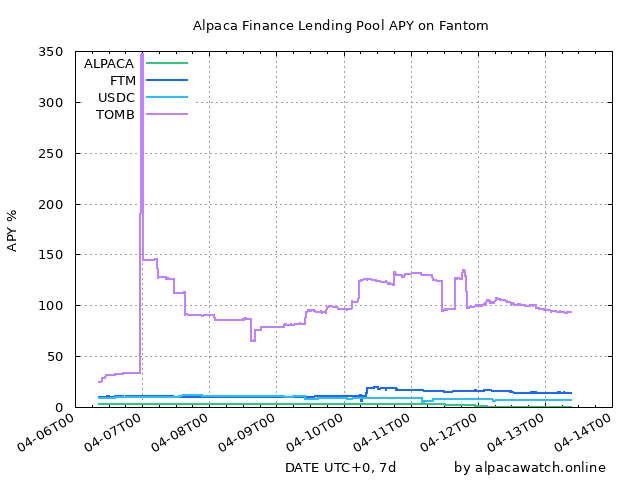 Alpaca Finance Lending Pool APY on Fantom
350
300
250
200
150
100
50
0
APY %
ALPACA
FTM
USDC
TOMB
04-06T00
04-07T00
04-08T00
04-09T00
04-10T00
04-11T00
04-12T00
04-13T00
04-14T00
DATE UTC+0, 7d
by alpacawatch.online